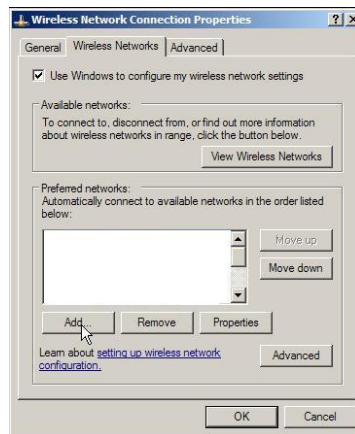 Wireless Network Connection Properties
General Wireless Networks Advanced
Use Windows to configure my wireless network settings
Available networks:
To connect to, disconnect from, or find out more information
about wireless networks in range, click the button below.
View Wireless Networks
Preferred networks:
Automatically connect to available networks in the order listed
below:
Move up
Move down
Add... Remove Properties
Learn about setting up wireless network
configuration.
Advanced
OK Cancel